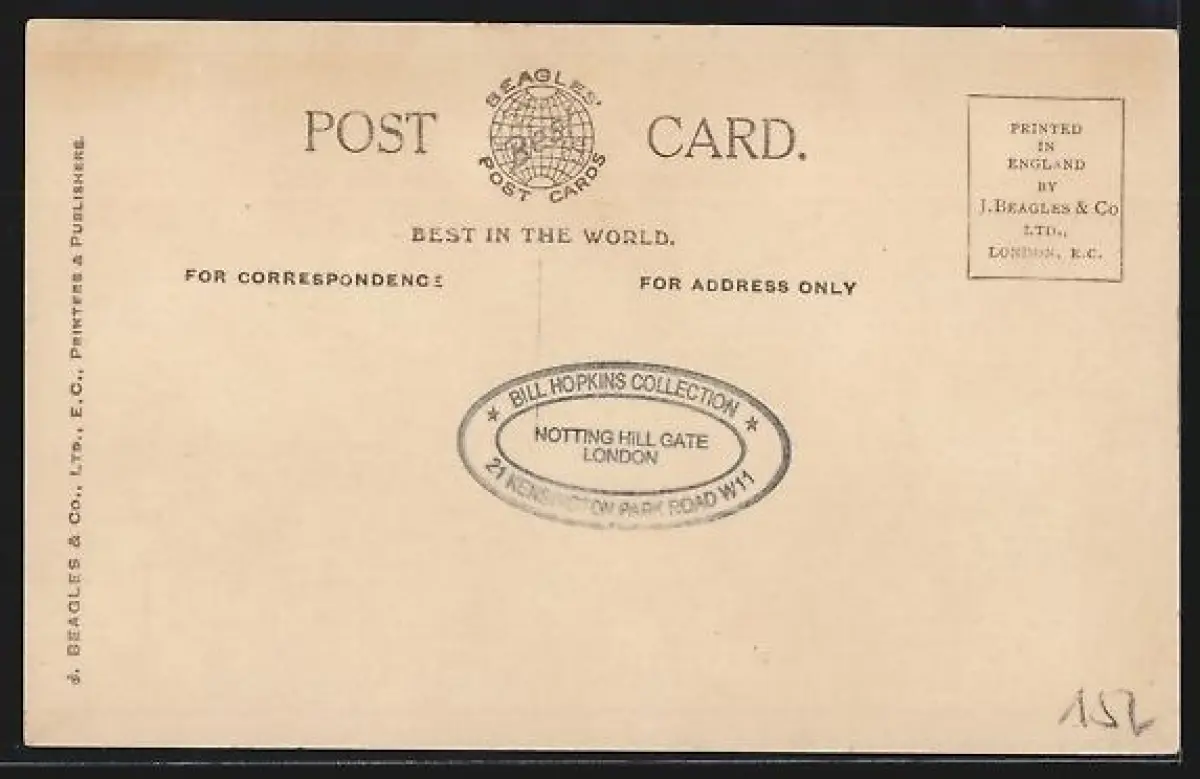 J. BEAGLES & CO., LTD., E.C., PRINTERS & PUBLISHERS.
BEAGLES'
POST CARD.
POST CARDS
BEST IN THE WORLD.
FOR CORRESPONDENCE
FOR ADDRESS ONLY
PRINTED
IN
ENGLAND
BY
J. BEAGLES & CO
LTD.,
LONDON, E.C.
★ BILL HOPKINS COLLECTION ★
NOTTING HILL GATE
LONDON
21 KENSINGTON PARK ROAD W11